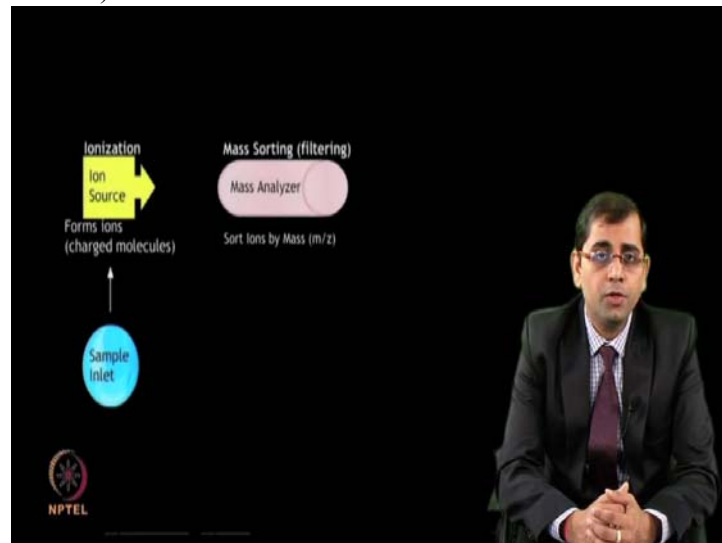 )
Ionization
Ion
Source
Forms Ions
(charged molecules)
Mass Sorting (filtering)
Mass Analyzer
Sort Ions by Mass (m/z)
Sample
Inlet
NPTEL